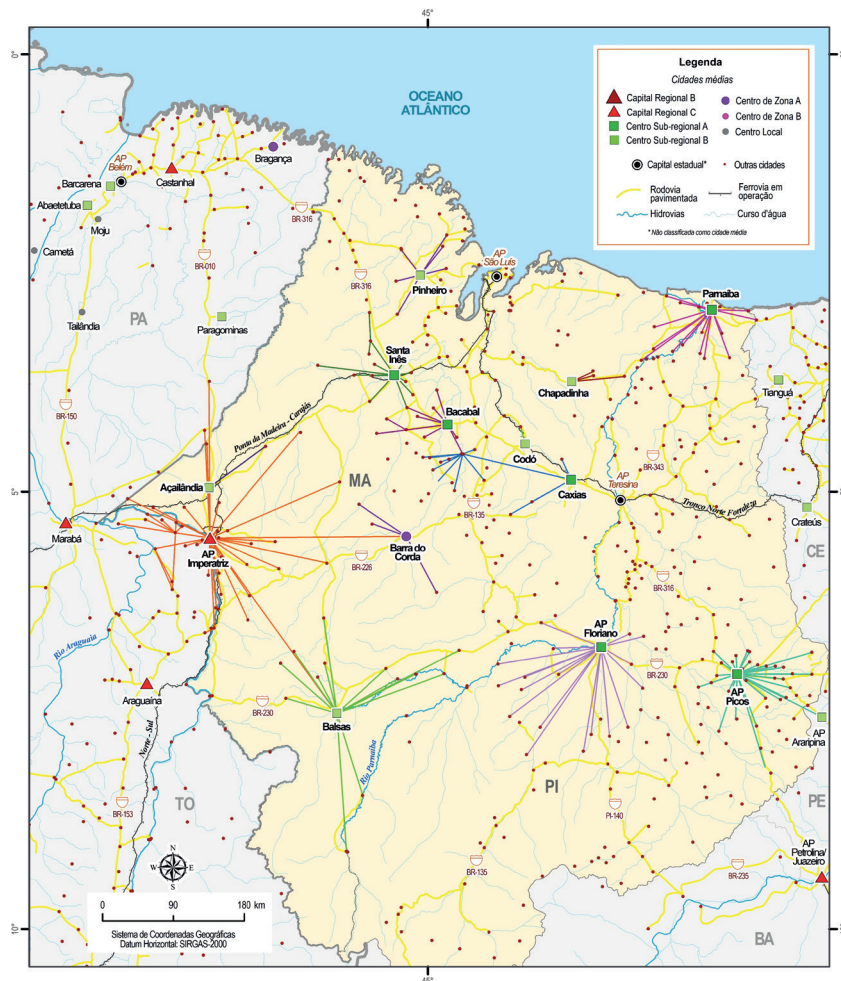 45°
0°
OCEANO
ATLÂNTICO
Legenda
Cidades médias
Capital Regional B
Capital Regional C
Centro Sub-regional A
Centro Sub-regional B
Centro de Zona A
Centro de Zona B
Centro Local
Capital estadual*
Outras cidades
Rodovia
pavimentada
Ferrovia em
operação
Hidrovias
Curso d'água
* Não classificada como cidade média
AP
Belém
Bragança
Castanhal
Barcarena
Abaetetuba
Moju
Cametá
BR-316
BR-010
AP
São Luís
Pinheiro
BR-316
Parnaíba
Tailândia
PA
Paragominas
Santa
Inês
Chapadinha
Tianguá
BR-150
Ponta da Madeira - Carajás
Bacabal
Codó
BR-343
MA
AP
Teresina
Açailândia
Caxias
5°
Tronco Norte Fortaleza
BR-135
Crateús
Marabá
AP
Imperatriz
Barra do
Corda
BR-226
CE
BR-316
Rio Araguaia
AP
Floriano
BR-230
AP
Picos
Araguaína
BR-230
Balsas
AP
Araripina
Norte - Sul
Rio Parnaíba
TO
PI
PE
BR-153
PI-140
AP
Petrolina/
Juazeiro
BR-135
BR-235
N
W
E
S
0
90
180 km
Sistema de Coordenadas Geográficas
Datum Horizontal: SIRGAS-2000
10°
BA
45°